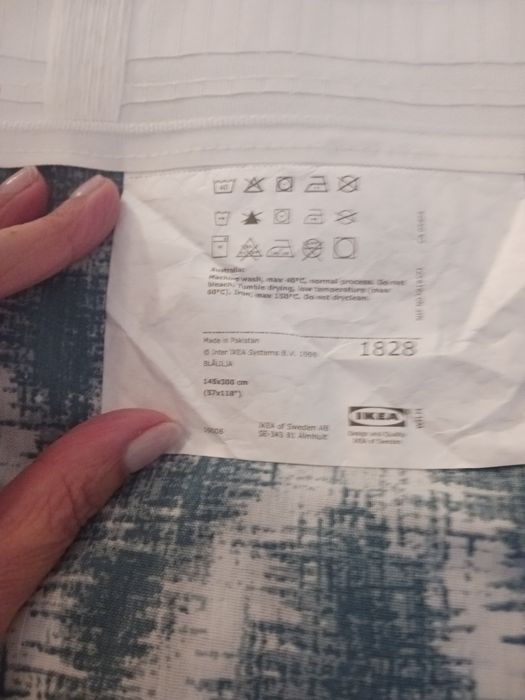 Australia:
Machine wash, max 40°C, normal process. Do not
bleach. Tumble drying, low temperature (max
60°C). Iron, max 150°C. Do not dryclean.
Made in Pakistan
1828
© Inter IKEA Systems B.V. 1999
BLÅLILJA
145x300 cm
(57x118")
IKEA
IKEA of Sweden AB
SE-343 81 Älmhult
Design and Quality
IKEA of Sweden